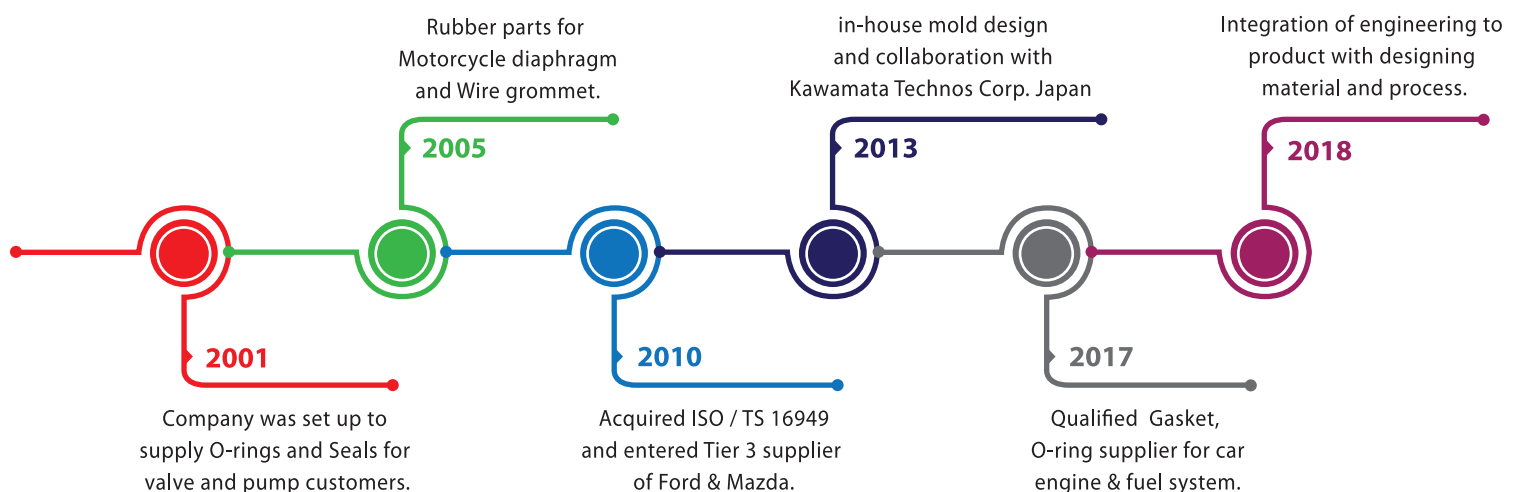 2001
Company was set up to
supply O-rings and Seals for
valve and pump customers.
Rubber parts for
Motorcycle diaphragm
and Wire grommet.
2005
2010
Acquired ISO / TS 16949
and entered Tier 3 supplier
of Ford & Mazda.
in-house mold design
and collaboration with
Kawamata Technos Corp. Japan
2013
2017
Qualified Gasket,
O-ring supplier for car
engine & fuel system.
Integration of engineering to
product with designing
material and process.
2018